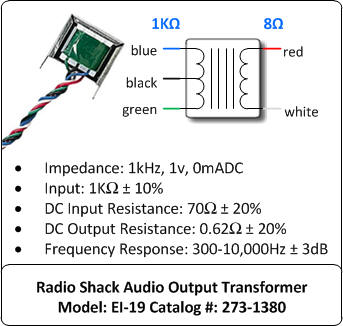 1KΩ 8Ω
blue red
black
green white
• Impedance: 1kHz, 1v, 0mADC
• Input: 1KΩ ± 10%
• DC Input Resistance: 70Ω ± 20%
• DC Output Resistance: 0.62Ω ± 20%
• Frequency Response: 300-10,000Hz ± 3dB
Radio Shack Audio Output Transformer
Model: EI-19 Catalog #: 273-1380